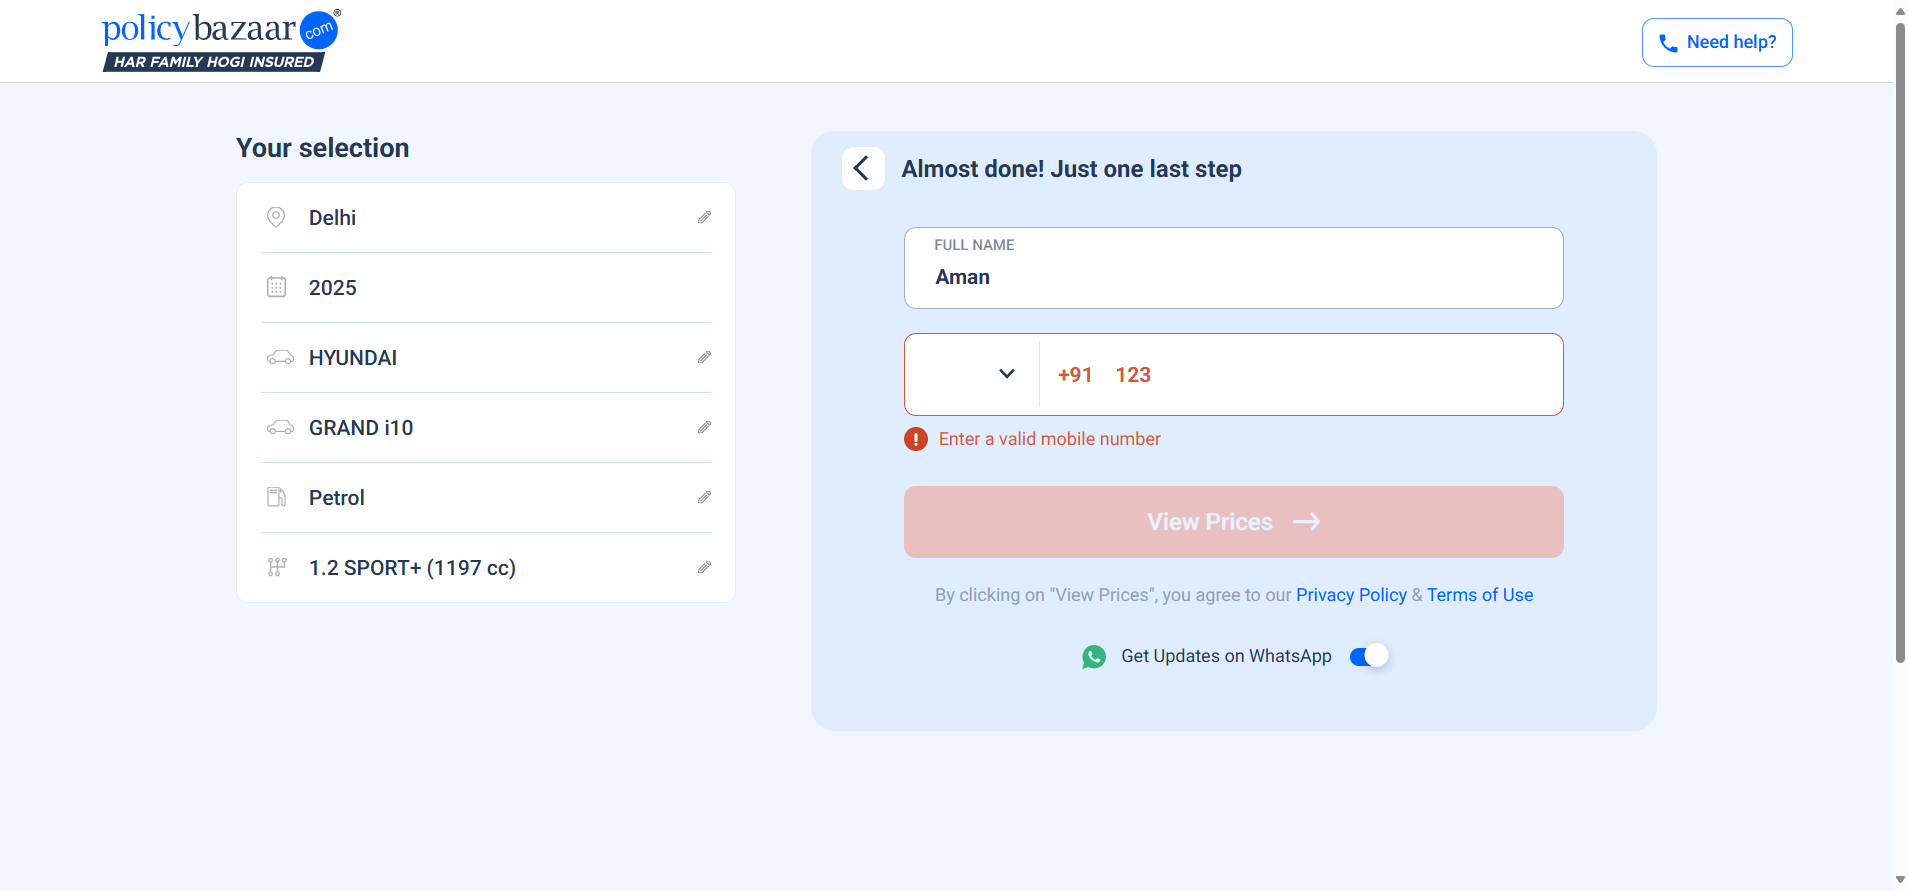 policybazaar com ®
HAR FAMILY HOGI INSURED
Need help?
Your selection
Delhi
2025
HYUNDAI
GRAND i10
Petrol
1.2 SPORT+ (1197 cc)
Almost done! Just one last step
FULL NAME
Aman
+91 123
Enter a valid mobile number
View Prices
By clicking on "View Prices", you agree to our Privacy Policy & Terms of Use
Get Updates on WhatsApp